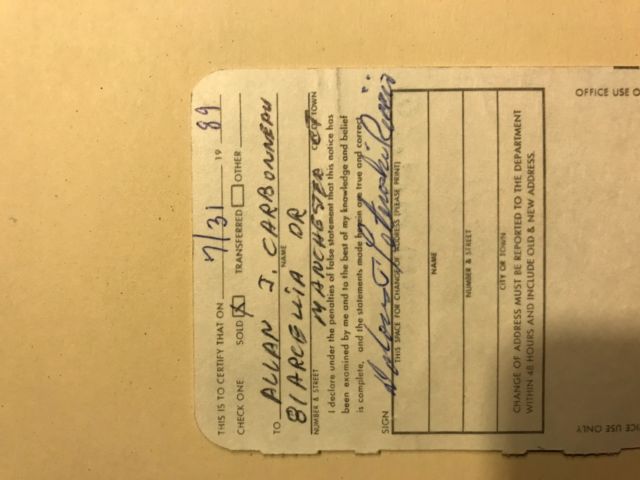 THIS IS TO CERTIFY THAT ON 7/31 19 89
CHECK ONE SOLD X TRANSFERRED OTHER
TO ALLAN J. CARBONNEAU
NAME
81 ARCELLIA DR
MANCHESTER CT
NUMBER & STREET CITY OR TOWN
I declare under the penalties of false statement that this notice has
been examined by me and to the best of my knowledge and belief
is complete, and the statements made herein are true and correct.
SIGN
THIS SPACE FOR CHANGE OF ADDRESS (PLEASE PRINT)
NAME
NUMBER & STREET
CITY OR TOWN
CHANGE OF ADDRESS MUST BE REPORTED TO THE DEPARTMENT
WITHIN 48 HOURS AND INCLUDE OLD & NEW ADDRESS.
OFFICE USE O
ICE USE ONLY